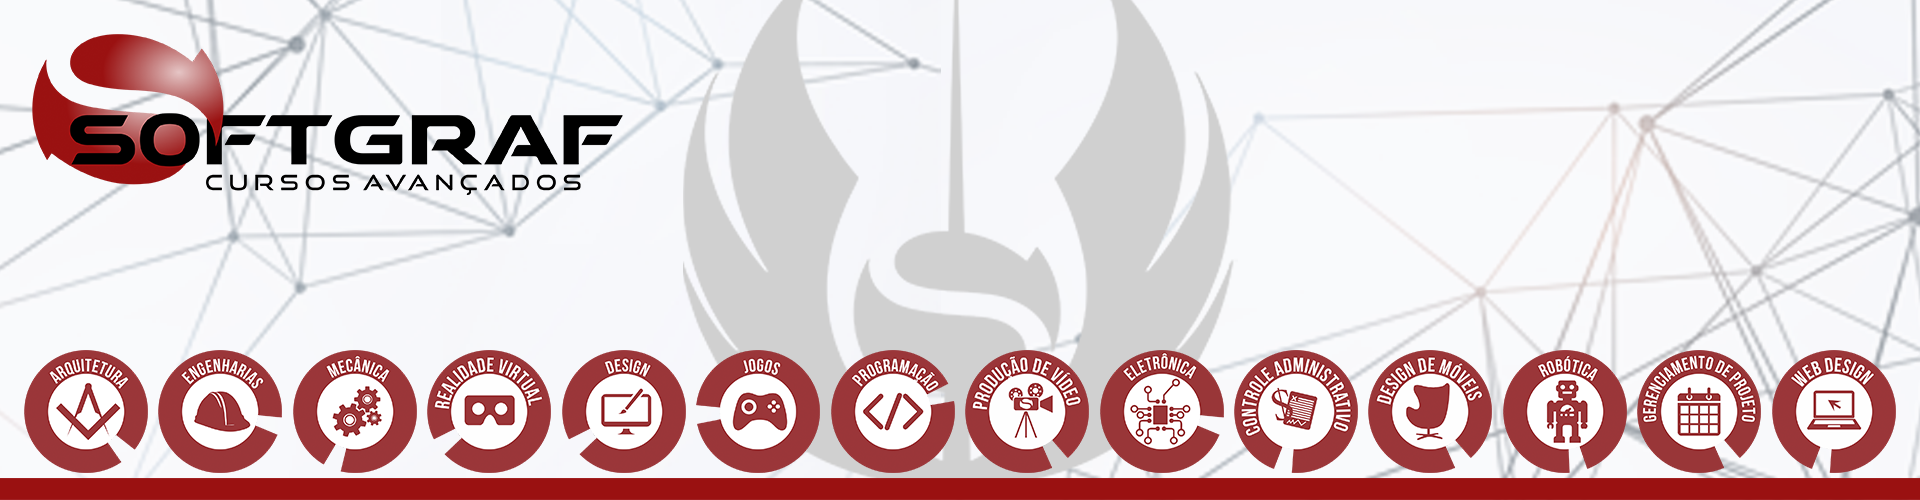 SOFTGRAF
CURSOS AVANÇADOS
ARQUITETURA
ENGENHARIAS
MECÂNICA
REALIDADE VIRTUAL
DESIGN
JOGOS
PROGRAMAÇÃO
PRODUÇÃO DE VÍDEO
ELETRÔNICA
CONTROLE ADMINISTRATIVO
DESIGN DE MÓVEIS
ROBÓTICA
GERENCIAMENTO DE PROJETO
WEB DESIGN